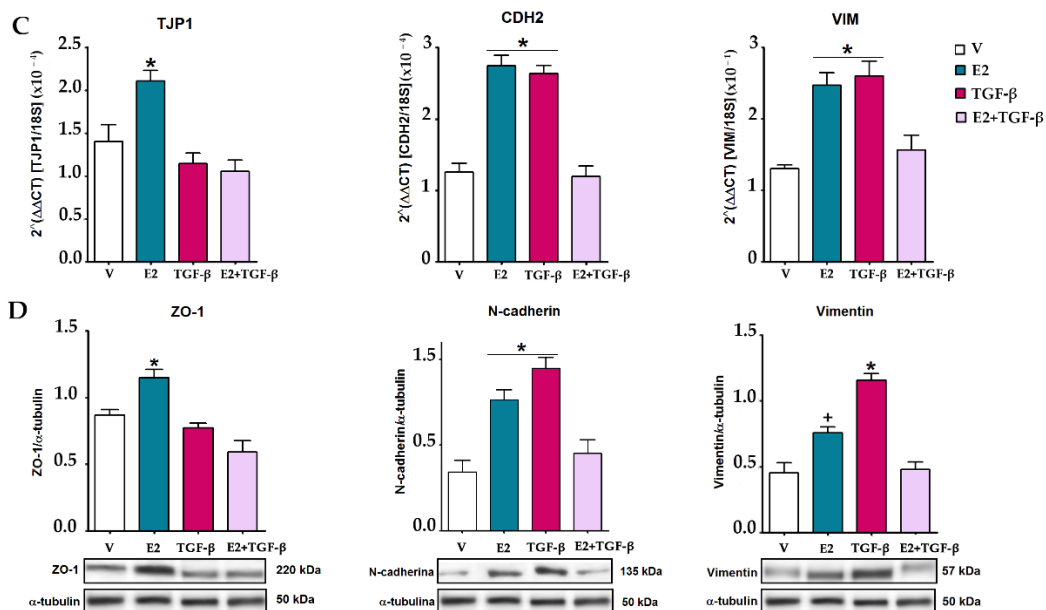 C
TJP1
2^(ΔΔCT) [TJP1/18S] (x10⁻⁴)
2.5
2.0
1.5
1.0
0.5
0.0
*
V
E2
TGF-β
E2+TGF-β
CDH2
2^(ΔΔCT) [CDH2/18S] (x10⁻⁴)
3
2
1
0
*
V
E2
TGF-β
E2+TGF-β
VIM
2^(ΔΔCT) [VIM/18S] (x10⁻¹)
3
2
1
0
*
V
E2
TGF-β
E2+TGF-β
V
E2
TGF-β
E2+TGF-β
D
ZO-1
ZO-1/α-tubulin
1.5
1.0
0.5
0.0
*
V
E2
TGF-β
E2+TGF-β
ZO-1
220 kDa
α-tubulin
50 kDa
N-cadherin
N-cadherin/α-tubulin
1.5
0.5
0.0
*
V
E2
TGF-β
E2+TGF-β
N-cadherina
135 kDa
α-tubulina
50 kDa
Vimentin
Vimentin/α-tubulin
1.5
1.0
0.5
0.0
+
*
V
E2
TGF-β
E2+TGF-β
Vimentin
57 kDa
α-tubulin
50 kDa